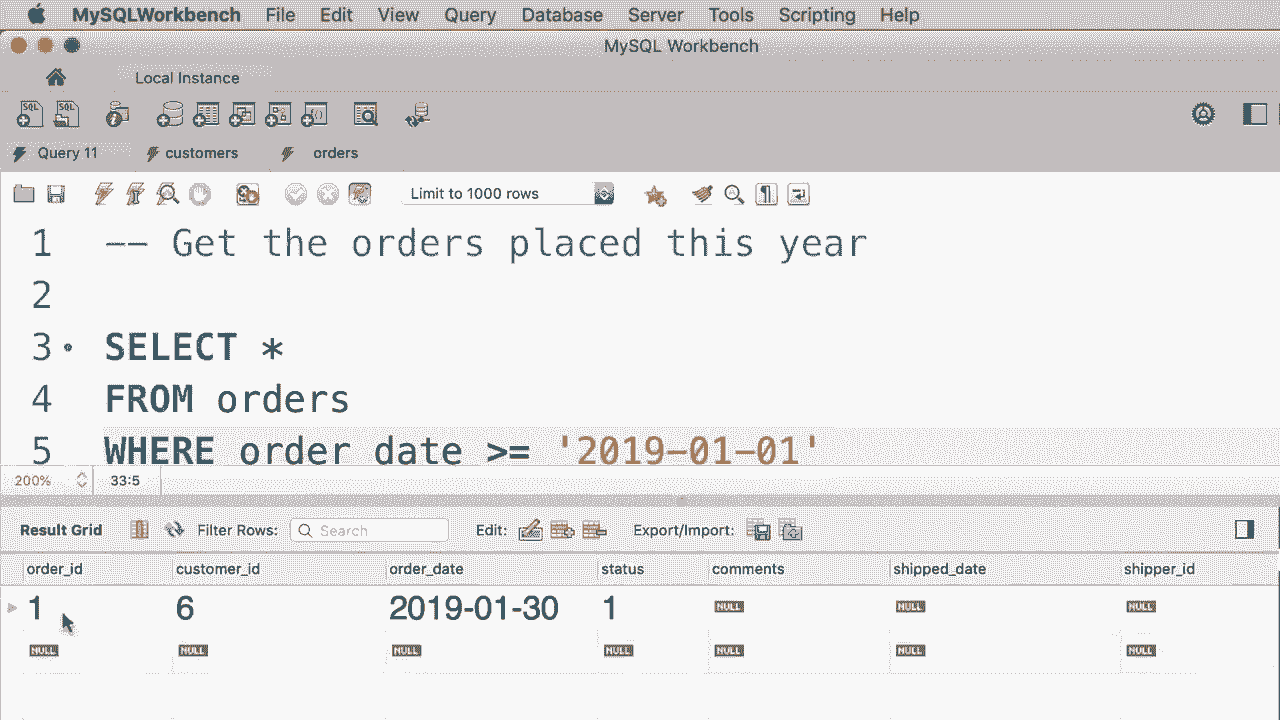 MySQLWorkbench File Edit View Query Database Server Tools Scripting Help
MySQL Workbench
Local Instance
SQL SQL
Query 11 customers orders
Limit to 1000 rows
1 -- Get the orders placed this year
2
3 SELECT *
4 FROM orders
5 WHERE order_date >= '2019-01-01'
200% 33:5
Result Grid Filter Rows: Search Edit: Export/Import:
order_id customer_id order_date status comments shipped_date shipper_id
1 6 2019-01-30 1 NULL NULL NULL
NULL NULL NULL NULL NULL NULL NULL